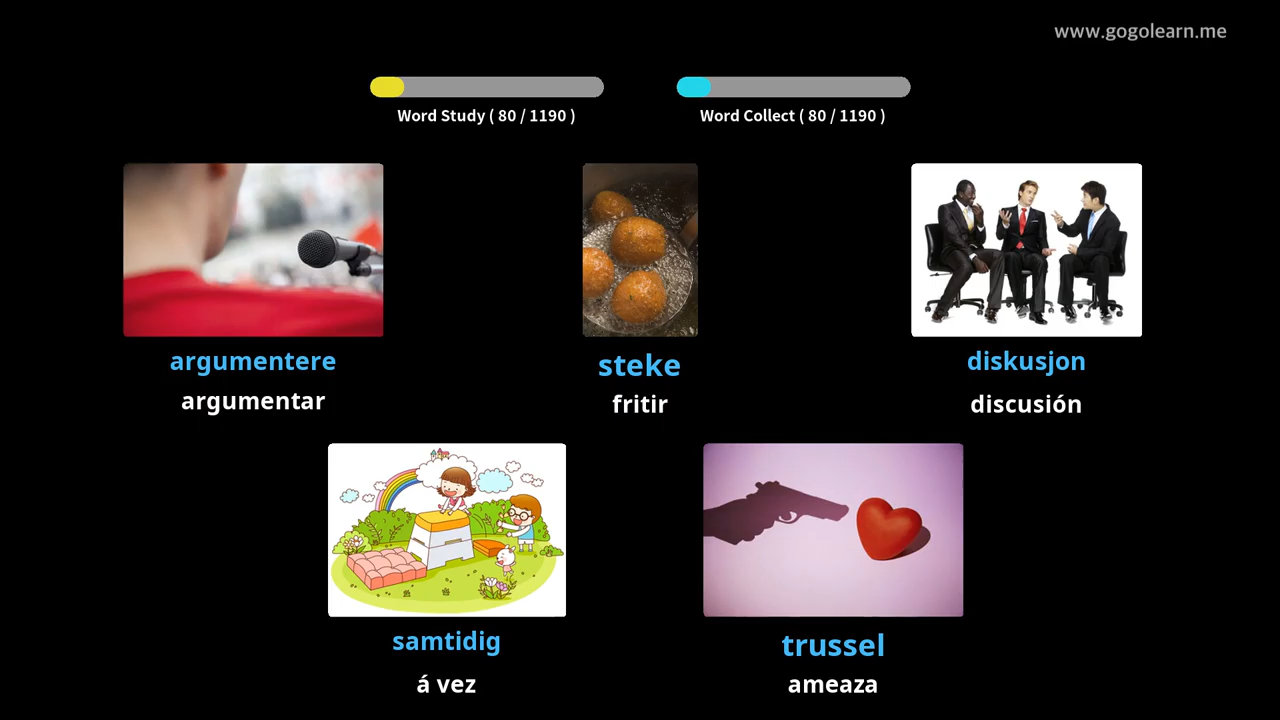 www.gogolearn.me
Word Study ( 80 / 1190 )
Word Collect ( 80 / 1190 )
argumentere
argumentar
steke
fritir
diskusjon
discusión
samtidig
á vez
trussel
ameaza